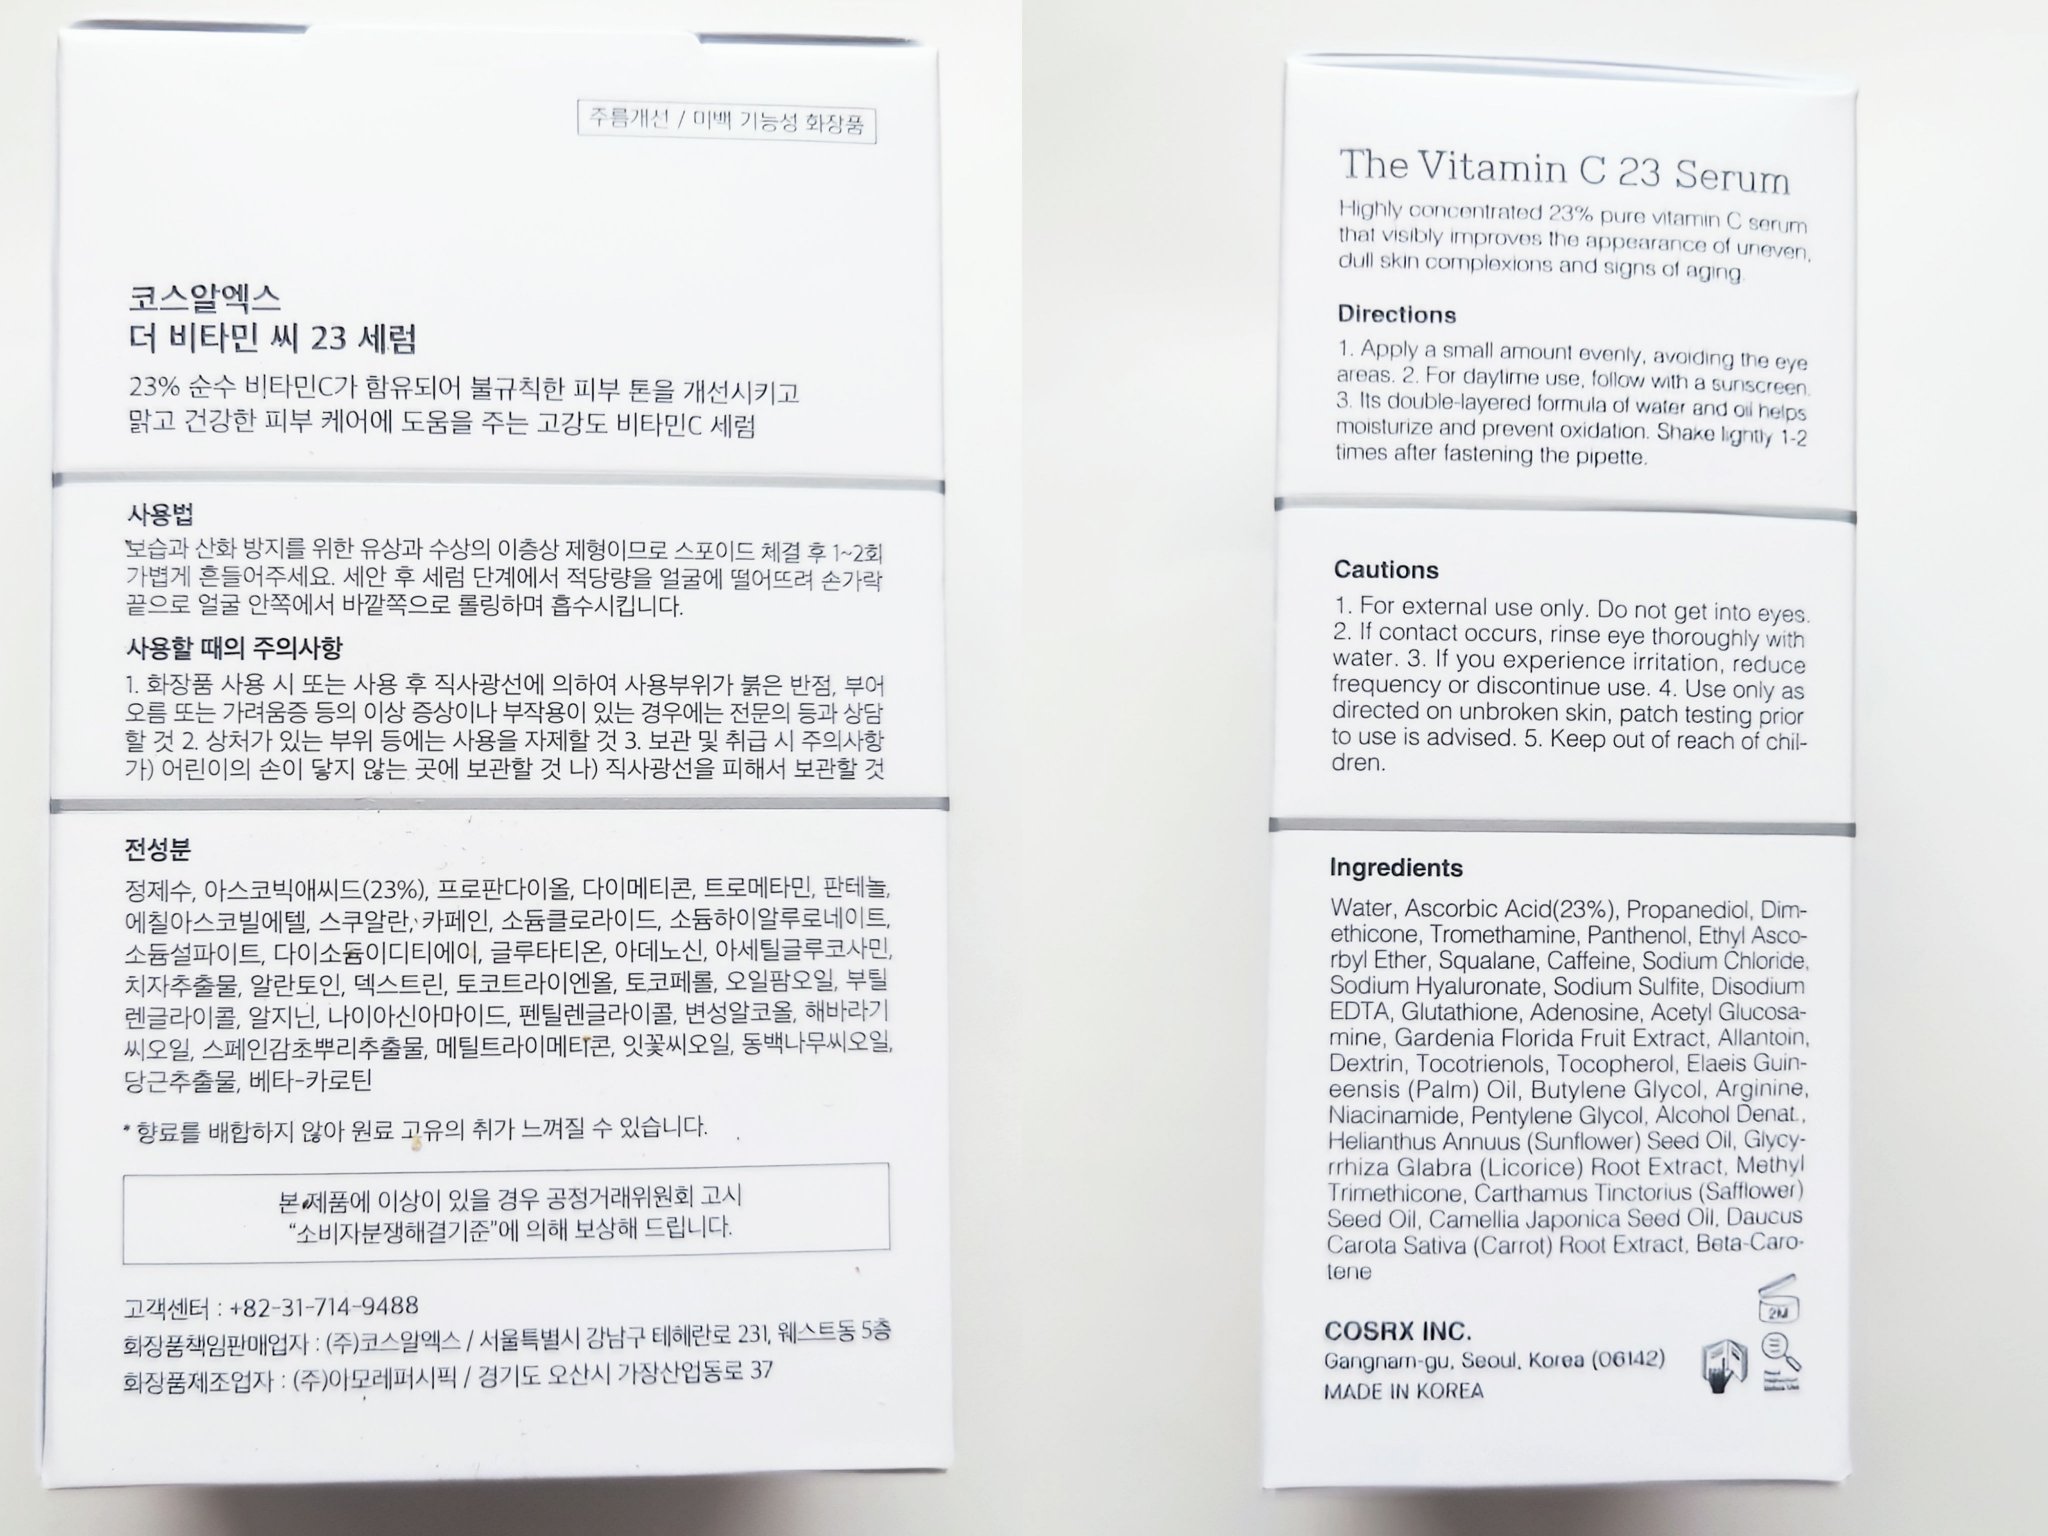 주름개선 / 미백 기능성 화장품
코스알엑스
더 비타민 씨 23 세럼
23% 순수 비타민C가 함유되어 불규칙한 피부 톤을 개선시키고
맑고 건강한 피부 케어에 도움을 주는 고강도 비타민C 세럼
사용법
보습과 산화 방지를 위한 유상과 수상의 이층상 제형이므로 스포이드 체결 후 1~2회
가볍게 흔들어주세요. 세안 후 세럼 단계에서 적당량을 얼굴에 떨어뜨려 손가락
끝으로 얼굴 안쪽에서 바깥쪽으로 롤링하며 흡수시킵니다.
사용할 때의 주의사항
1. 화장품 사용 시 또는 사용 후 직사광선에 의하여 사용부위가 붉은 반점, 부어
오름 또는 가려움증 등의 이상 증상이나 부작용이 있는 경우에는 전문의 등과 상담
할 것 2. 상처가 있는 부위 등에는 사용을 자제할 것 3. 보관 및 취급 시 주의사항
가) 어린이의 손이 닿지 않는 곳에 보관할 것 나) 직사광선을 피해서 보관할 것
전성분
정제수, 아스코빅애씨드(23%), 프로판다이올, 다이메티콘, 트로메타민, 판테놀,
에칠아스코빌에텔, 스쿠알란, 카페인, 소듐클로라이드, 소듐하이알루로네이트,
소듐설파이트, 다이소듐이디티에이, 글루타티온, 아데노신, 아세틸글루코사민,
치자추출물, 알란토인, 덱스트린, 토코트라이엔올, 토코페롤, 오일팜오일, 부틸
렌글라이콜, 알지닌, 나이아신아마이드, 펜틸렌글라이콜, 변성알코올, 해바라기
씨오일, 스페인감초뿌리추출물, 메틸트라이메티콘, 잇꽃씨오일, 동백나무씨오일,
당근추출물, 베타-카로틴
* 향료를 배합하지 않아 원료 고유의 취가 느껴질 수 있습니다.
본 제품에 이상이 있을 경우 공정거래위원회 고시
“소비자분쟁해결기준”에 의해 보상해 드립니다.
고객센터 : +82-31-714-9488
화장품책임판매업자 : (주)코스알엑스 / 서울특별시 강남구 테헤란로 231, 웨스트동 5층
화장품제조업자 : (주)아모레퍼시픽 / 경기도 오산시 가장산업동로 37
The Vitamin C 23 Serum
Highly concentrated 23% pure vitamin C serum
that visibly improves the appearance of uneven,
dull skin complexions and signs of aging.
Directions
1. Apply a small amount evenly, avoiding the eye
areas. 2. For daytime use, follow with a sunscreen.
3. Its double-layered formula of water and oil helps
moisturize and prevent oxidation. Shake lightly 1-2
times after fastening the pipette.
Cautions
1. For external use only. Do not get into eyes.
2. If contact occurs, rinse eye thoroughly with
water. 3. If you experience irritation, reduce
frequency or discontinue use. 4. Use only as
directed on unbroken skin, patch testing prior
to use is advised. 5. Keep out of reach of chil-
dren.
Ingredients
Water, Ascorbic Acid(23%), Propanediol, Dim-
ethicone, Tromethamine, Panthenol, Ethyl Asco-
rbyl Ether, Squalane, Caffeine, Sodium Chloride,
Sodium Hyaluronate, Sodium Sulfite, Disodium
EDTA, Glutathione, Adenosine, Acetyl Glucosa-
mine, Gardenia Florida Fruit Extract, Allantoin,
Dextrin, Tocotrienols, Tocopherol, Elaeis Guin-
eensis (Palm) Oil, Butylene Glycol, Arginine,
Niacinamide, Pentylene Glycol, Alcohol Denat.,
Helianthus Annuus (Sunflower) Seed Oil, Glycy-
rrhiza Glabra (Licorice) Root Extract, Methyl
Trimethicone, Carthamus Tinctorius (Safflower)
Seed Oil, Camellia Japonica Seed Oil, Daucus
Carota Sativa (Carrot) Root Extract, Beta-Caro-
tene
2M
COSRX INC.
Gangnam-gu, Seoul, Korea (06142)
MADE IN KOREA